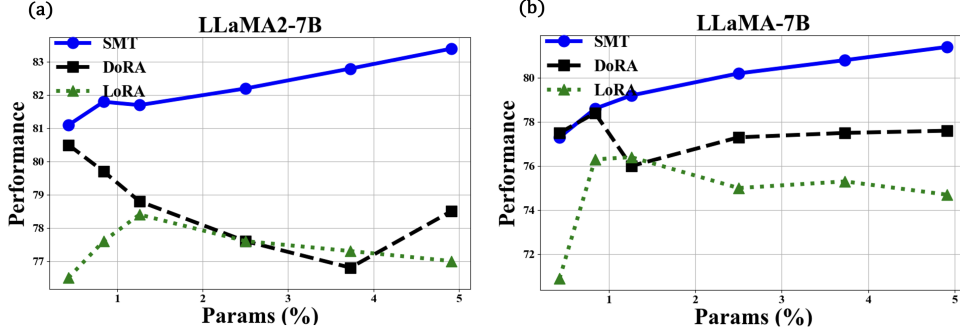 (a)
LLaMA2-7B
SMT
DoRA
LoRA
Performance
83
82
81
80
79
78
77
1
2
3
4
5
Params (%)
(b)
LLaMA-7B
SMT
DoRA
LoRA
Performance
80
78
76
74
72
1
2
3
4
5
Params (%)